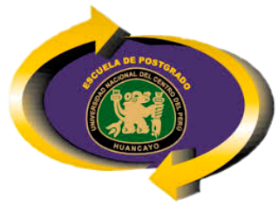 ESCUELA DE POSTGRADO
UNIVERSIDAD NACIONAL DEL CENTRO DEL PERÚ
HUANCAYO